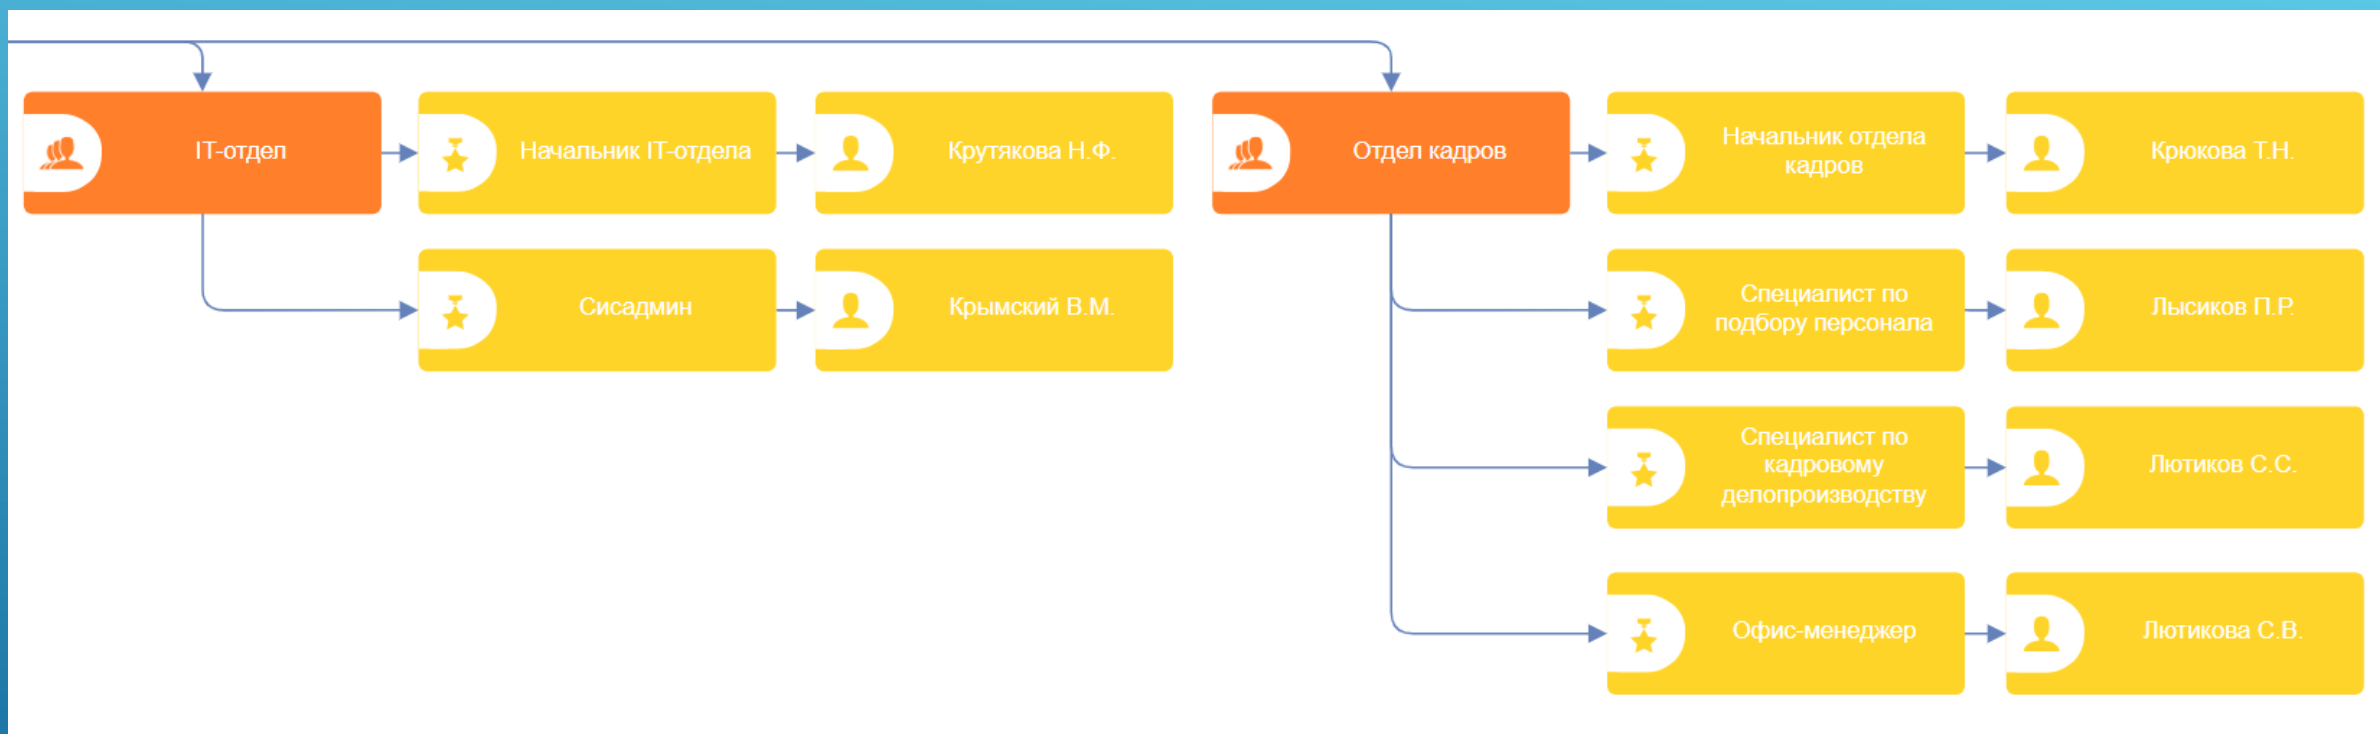 IT-отдел
Начальник IT-отдела
Крутякова Н.Ф.
Сисадмин
Крымский В.М.
Отдел кадров
Начальник отдела
кадров
Крюкова Т.Н.
Специалист по
подбору персонала
Лысиков П.Р.
Специалист по
кадровому
делопроизводству
Лютиков С.С.
Офис-менеджер
Лютикова С.В.